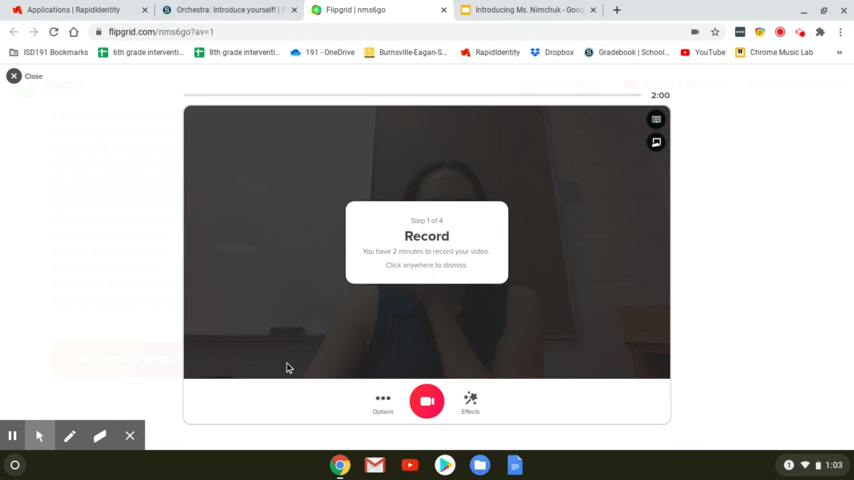 Applications | RapidIdentity
Orchestra: Introduce yourself! | S
Flipgrid | nms6go
Introducing Ms. Nimchuk - Goog
flipgrid.com/nms6go?av=1
ISD191 Bookmarks
6th grade interventi...
8th grade interventi...
191 - OneDrive
Burnsville-Eagan-S...
RapidIdentity
Dropbox
Gradebook | School...
YouTube
Chrome Music Lab
»
Close
2:00
Step 1 of 4
Record
You have 2 minutes to record your video.
Click anywhere to dismiss.
Options
Effects
1
1:03